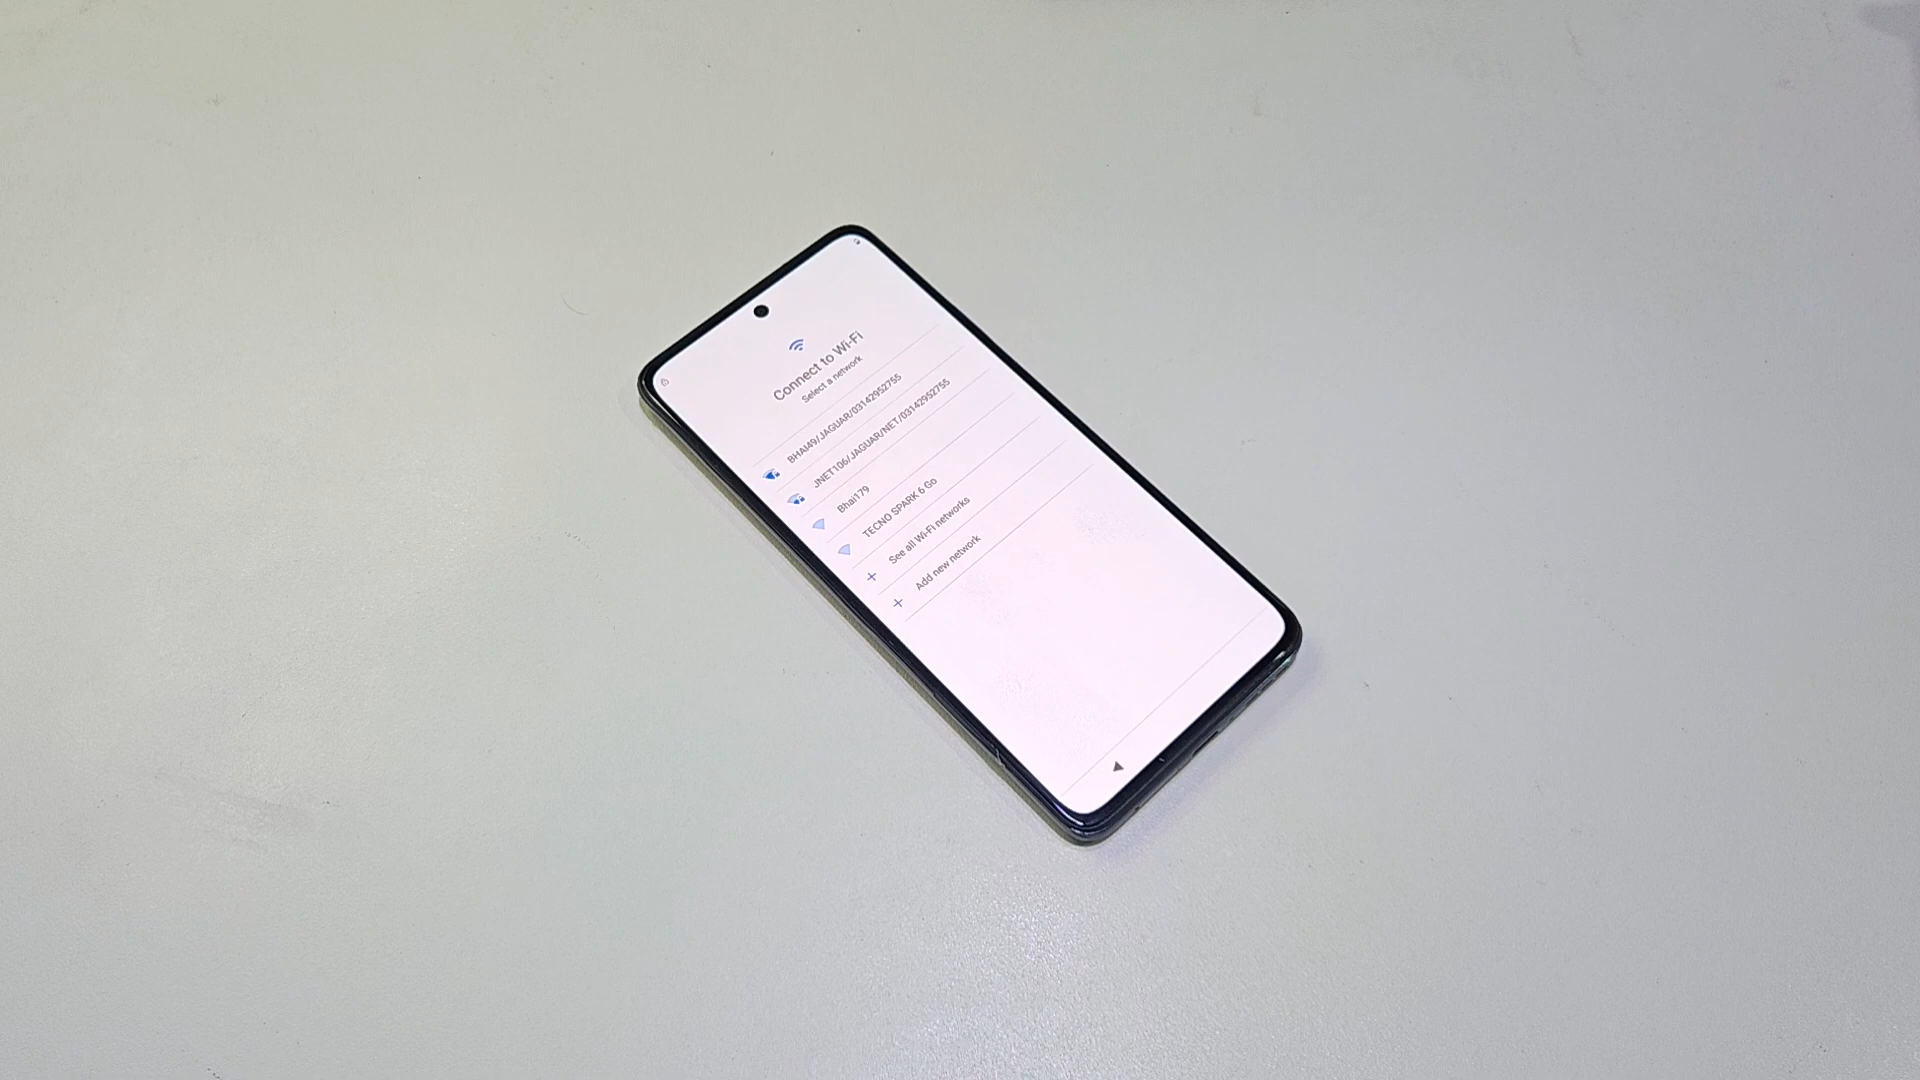 Connect to Wi-Fi
Select a network
BHAI49/JAGUAR/03142952755
JNET106/JAGUAR/NET/03142952755
Bhai179
TECNO SPARK 6 Go
See all Wi-Fi networks
Add new network